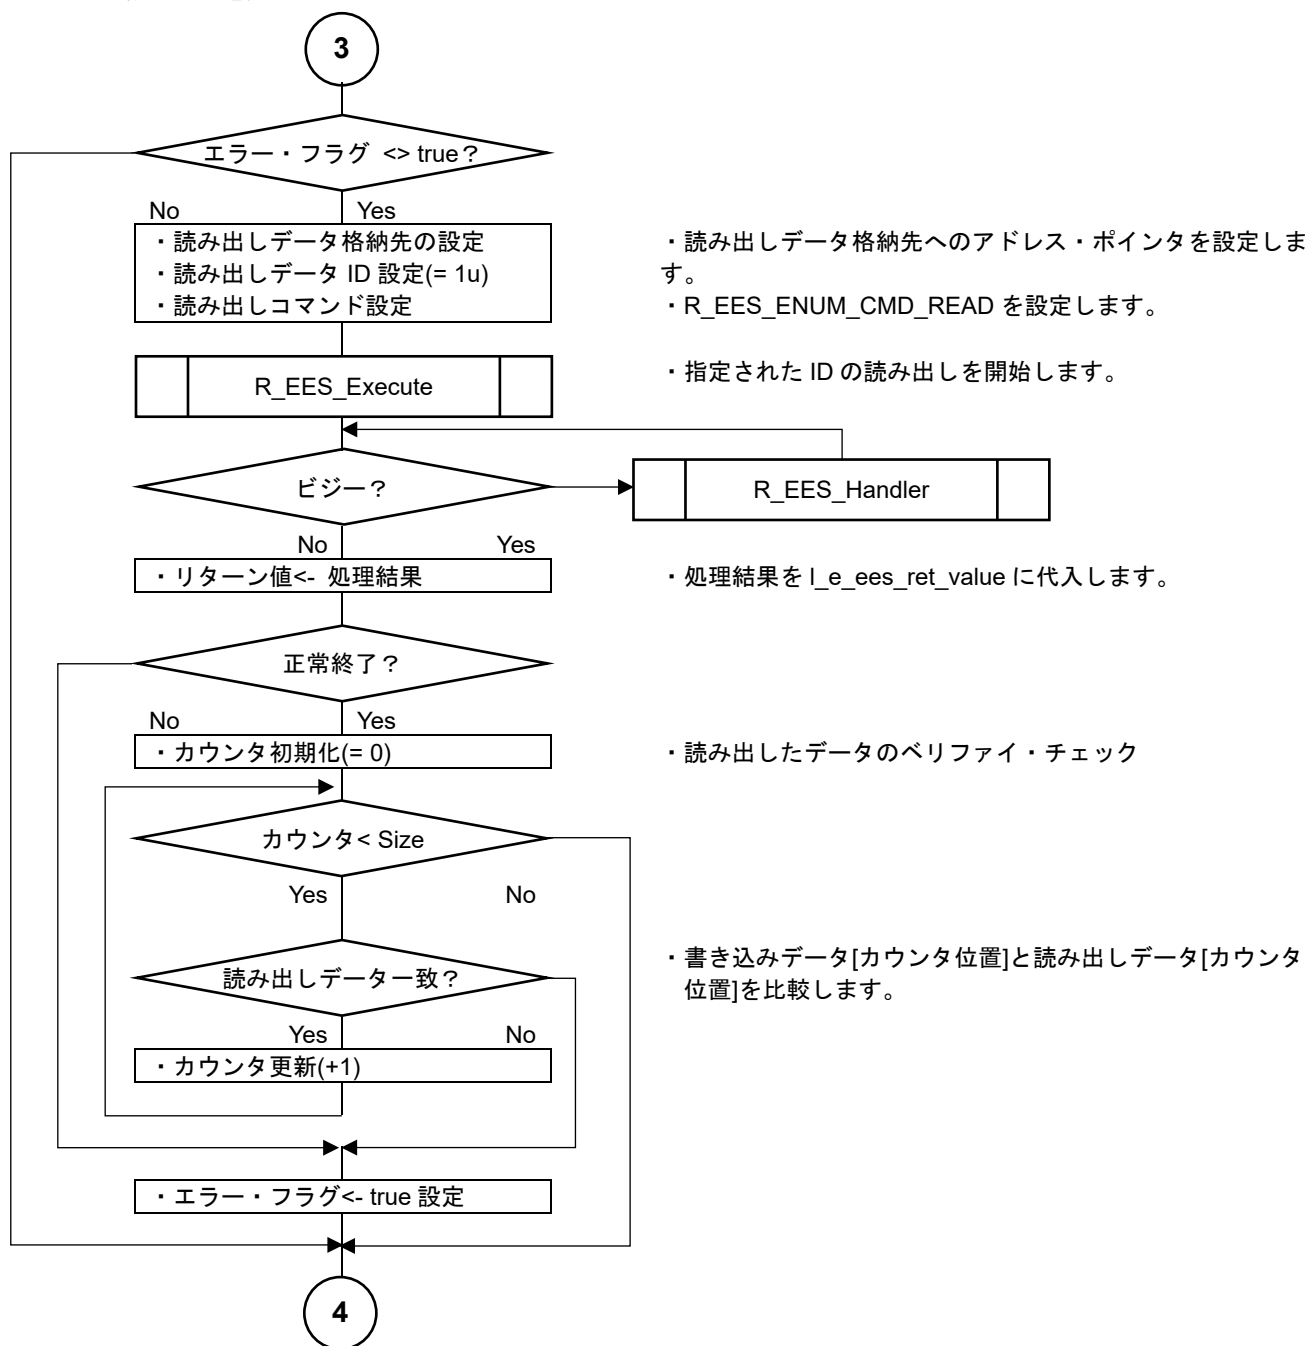 3
エラー・フラグ <> true？
No Yes
・読み出しデータ格納先の設定
・読み出しデータ ID 設定(= 1u)
・読み出しコマンド設定
・読み出しデータ格納先へのアドレス・ポインタを設定しま
す。
・R_EES_ENUM_CMD_READ を設定します。
R_EES_Execute
・指定された ID の読み出しを開始します。
ビジー？
R_EES_Handler
No Yes
・リターン値<- 処理結果
・処理結果を l_e_ees_ret_value に代入します。
正常終了？
No Yes
・カウンタ初期化(= 0)
・読み出したデータのベリファイ・チェック
カウンタ< Size
Yes No
読み出しデータ一致？
・書き込みデータ[カウンタ位置]と読み出しデータ[カウンタ
位置]を比較します。
Yes No
・カウンタ更新(+1)
・エラー・フラグ<- true 設定
4